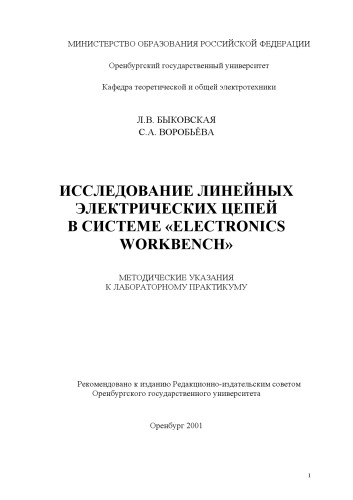 МИНИСТЕРСТВО ОБРАЗОВАНИЯ РОССИЙСКОЙ ФЕДЕРАЦИИ
Оренбургский государственный университет
Кафедра теоретической и общей электротехники
Л.В. БЫКОВСКАЯ
С.А. ВОРОБЬЁВА
ИССЛЕДОВАНИЕ ЛИНЕЙНЫХ
ЭЛЕКТРИЧЕСКИХ ЦЕПЕЙ
В СИСТЕМЕ «ELECTRONICS
WORKBENCH»
МЕТОДИЧЕСКИЕ УКАЗАНИЯ
К ЛАБОРАТОРНОМУ ПРАКТИКУМУ
Рекомендовано к изданию Редакционно-издательским советом
Оренбургского государственного университета
Оренбург 2001
1